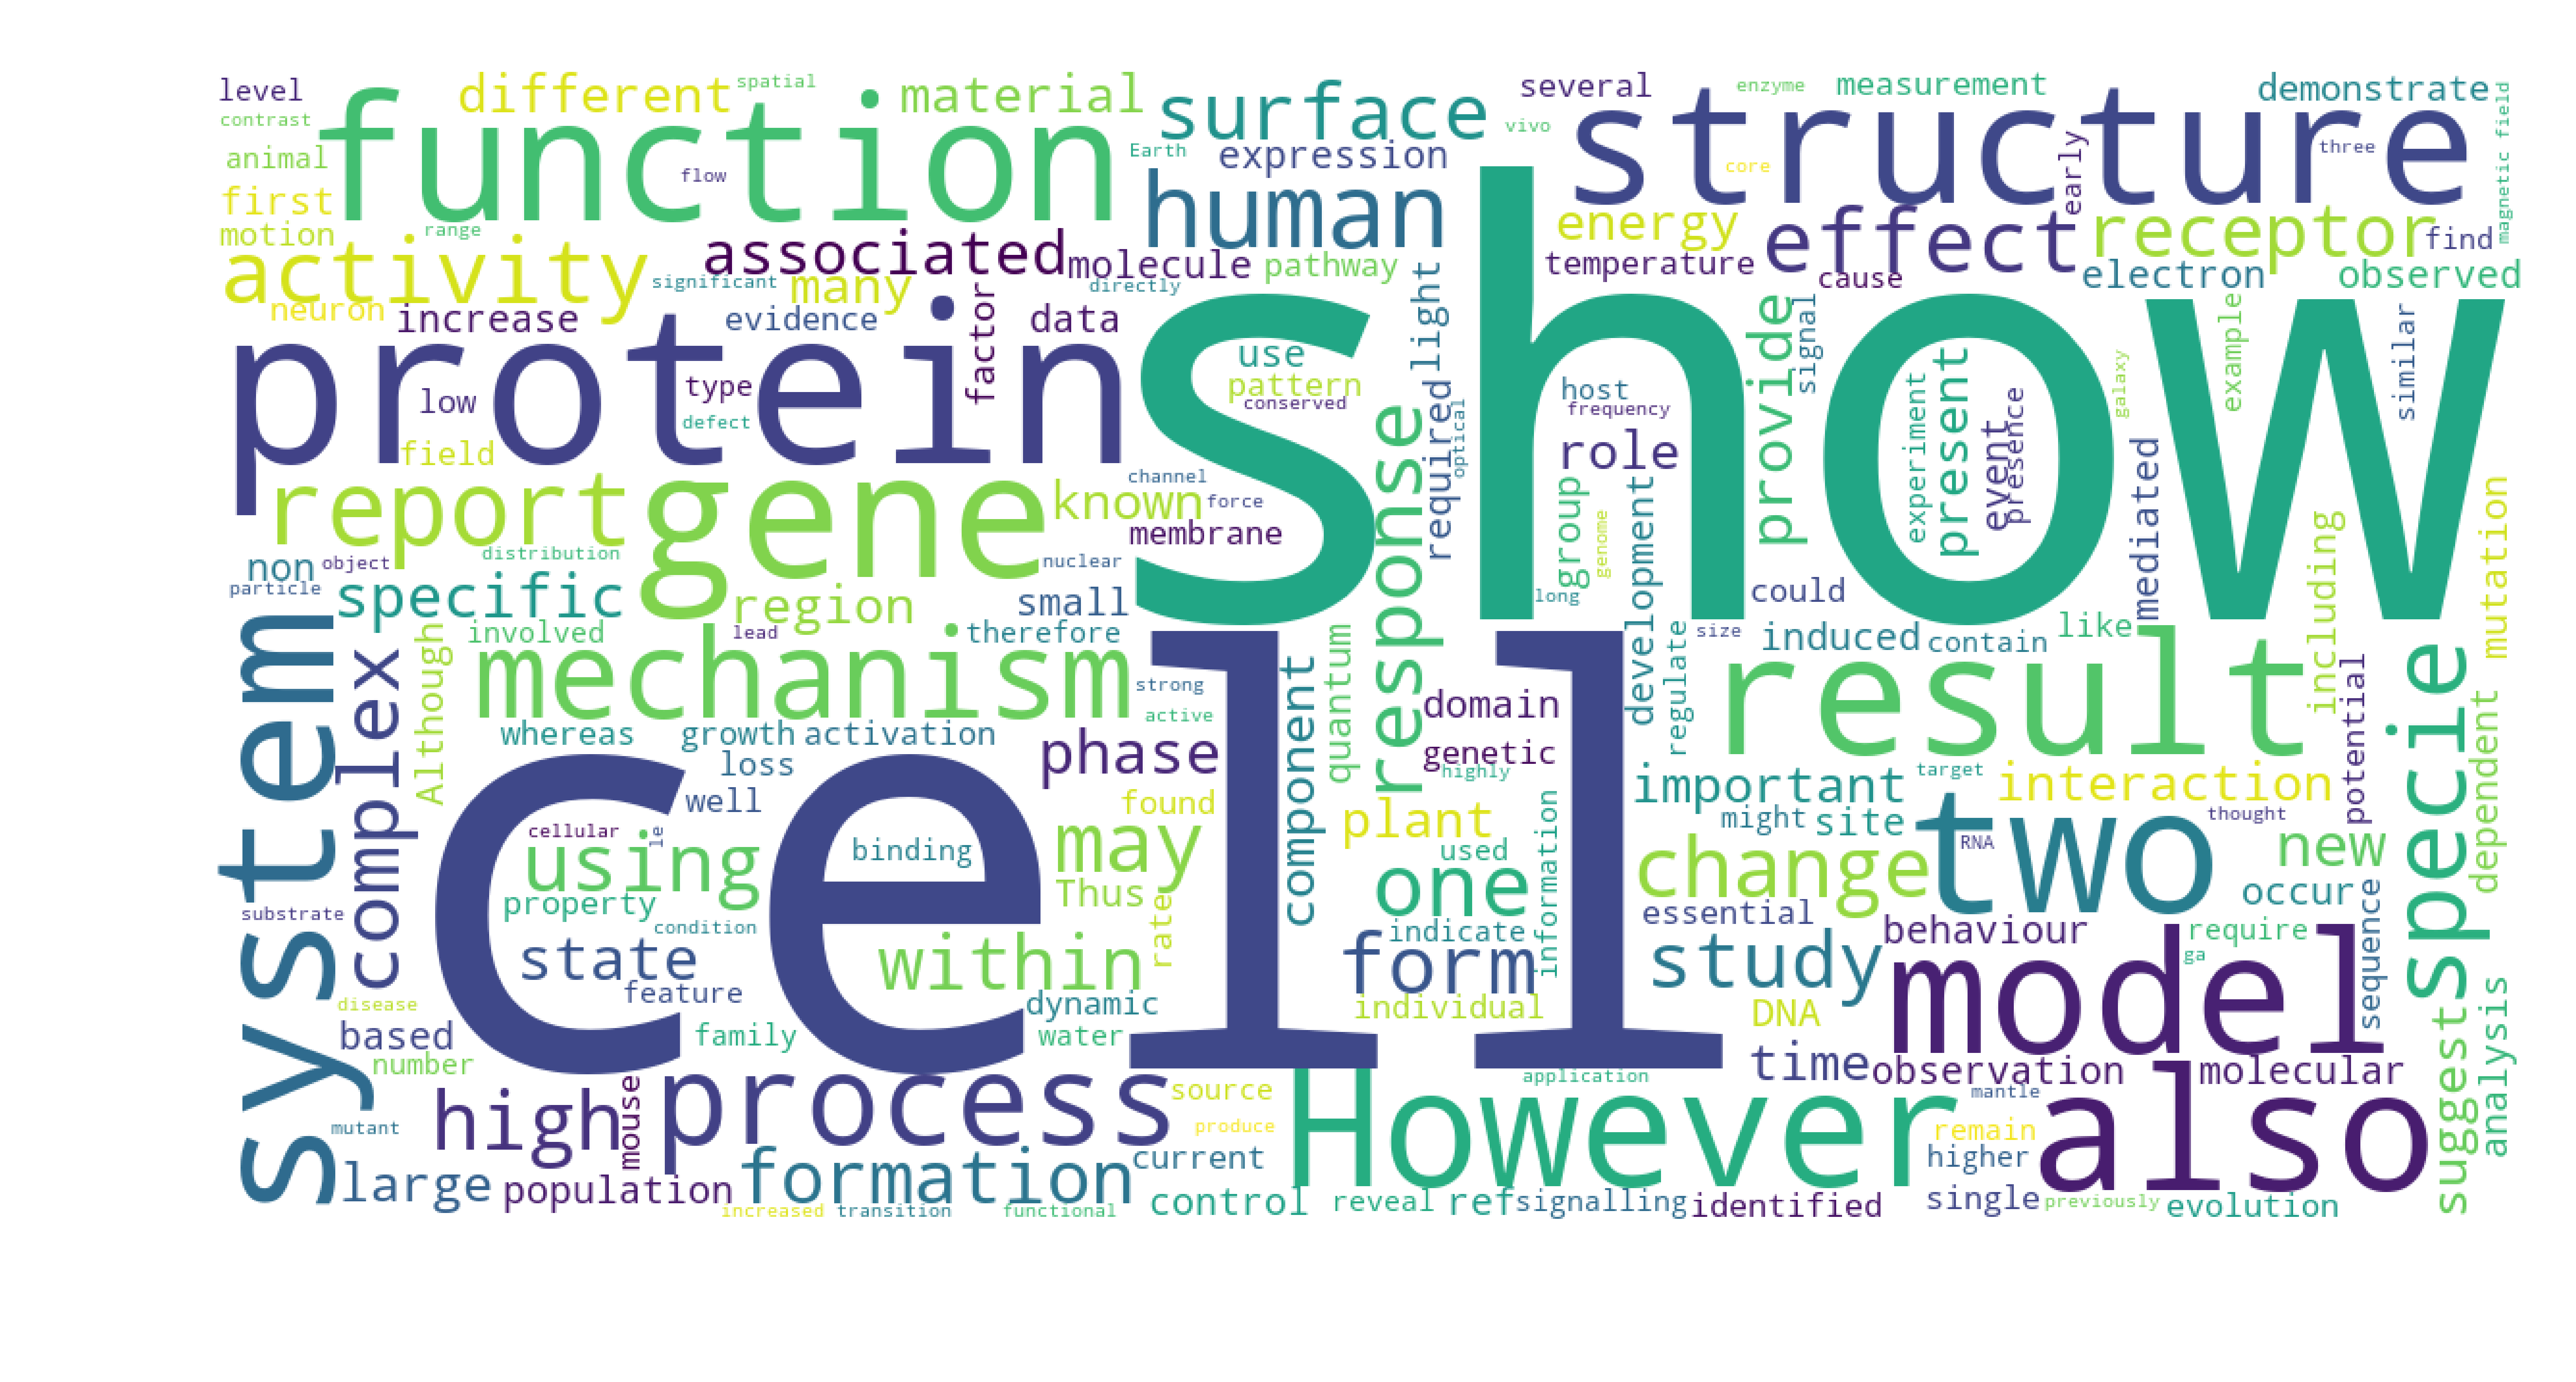 level
different
spatial
material
surface
several
enzyme
measurement
demonstrate
contrast
function
Earth
vivo
structure
three
magnetic field
animal
flow
expression
core
early
first
human
motion
range
energy
effect
receptor
find
activity
associated
molecule
pathway
temperature
cause
electron
observed
neuron
significant
many
directly
light
increase
evidence
factor
data
show
provide
signal
example
similar
protein
low
type
defect
use
pattern
conserved
required
optical
host
frequency
role
experiment
present
event
presence
galaxy
mediated
field
report
gene
known
channel
force
membrane
response
group
genome
development
including
mutation
non
object
distribution
nuclear
particle
specific
region
small
long
could
system
complex
Although
involved
lead
therefore
mechanism
strong
active
quantum
component
domain
genetic
highly
regulate
size
induced
contain
like
result
potential
specie
dependent
whereas
growth
activation
loss
phase
well
found
cell
cellular
ie
using
binding
may
plant
used
information
important
target
interaction
might
site
thought
change
two
RNA
new
occur
property
Thus
rate
one
substrate
condition
essential
state
within
indicate
form
study
behaviour
require
ga
sequence
feature
disease
dynamic
individual
DNA
model
suggest
analysis
based
family
water
number
time
observation
molecular
high
mouse
process
source
application
mantle
However
also
mutant
produce
remain
large
population
formation
current
higher
increased
transition
functional
control
reveal
ref
signalling
identified
single
previously
evolution